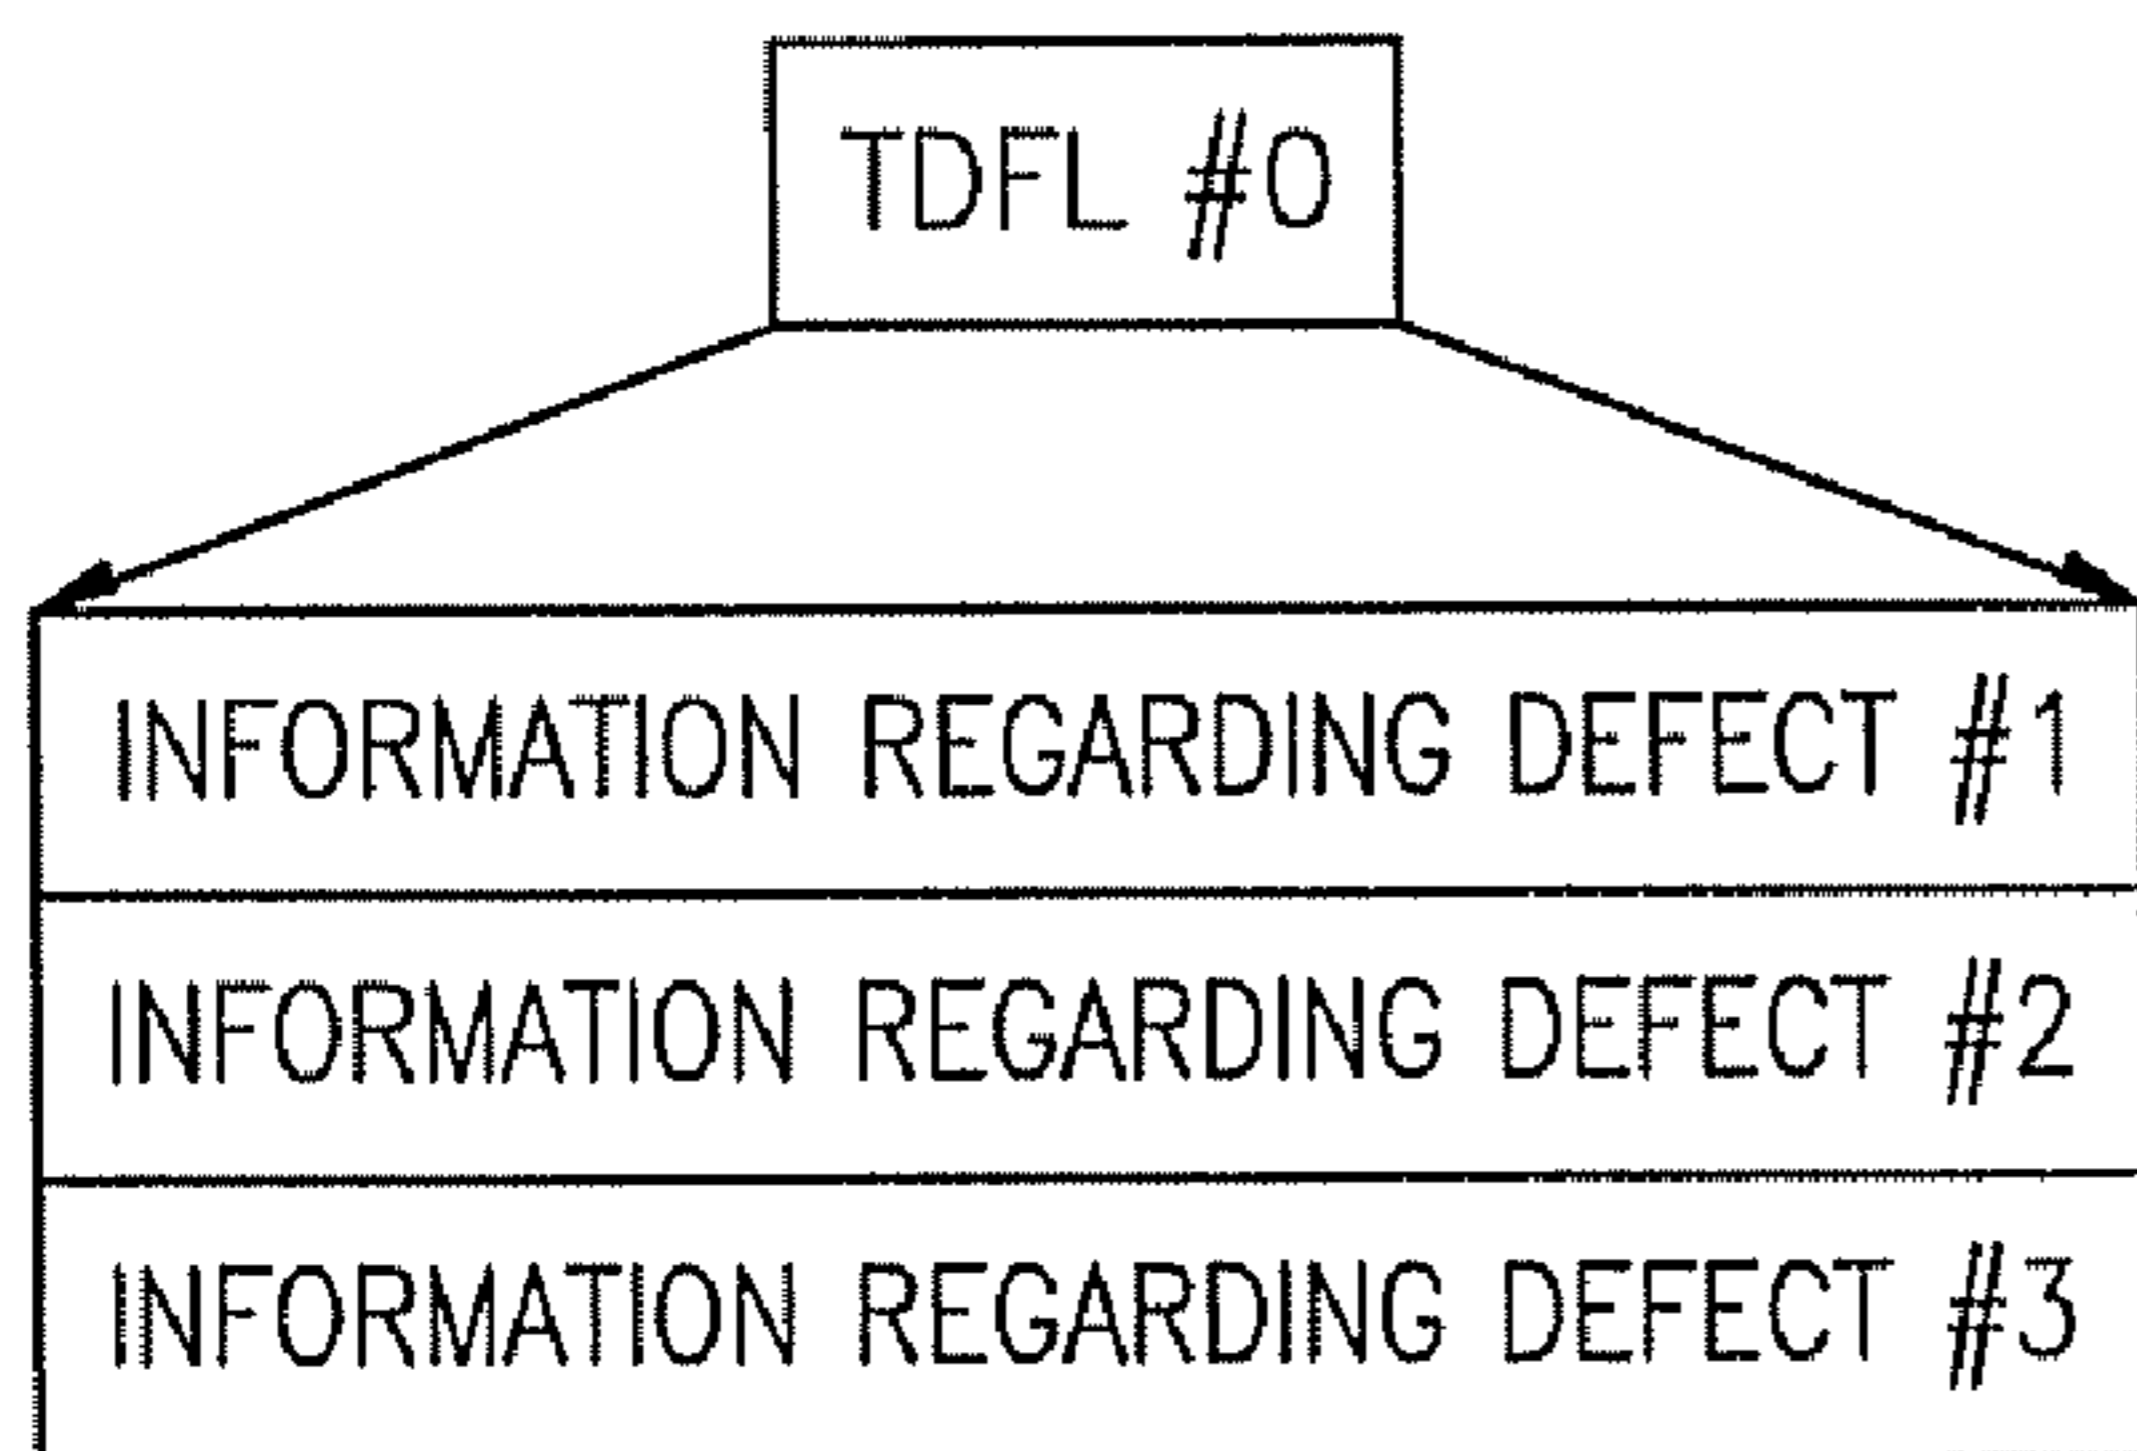 TDFL #0
INFORMATION REGARDING DEFECT #1
INFORMATION REGARDING DEFECT #2
INFORMATION REGARDING DEFECT #3